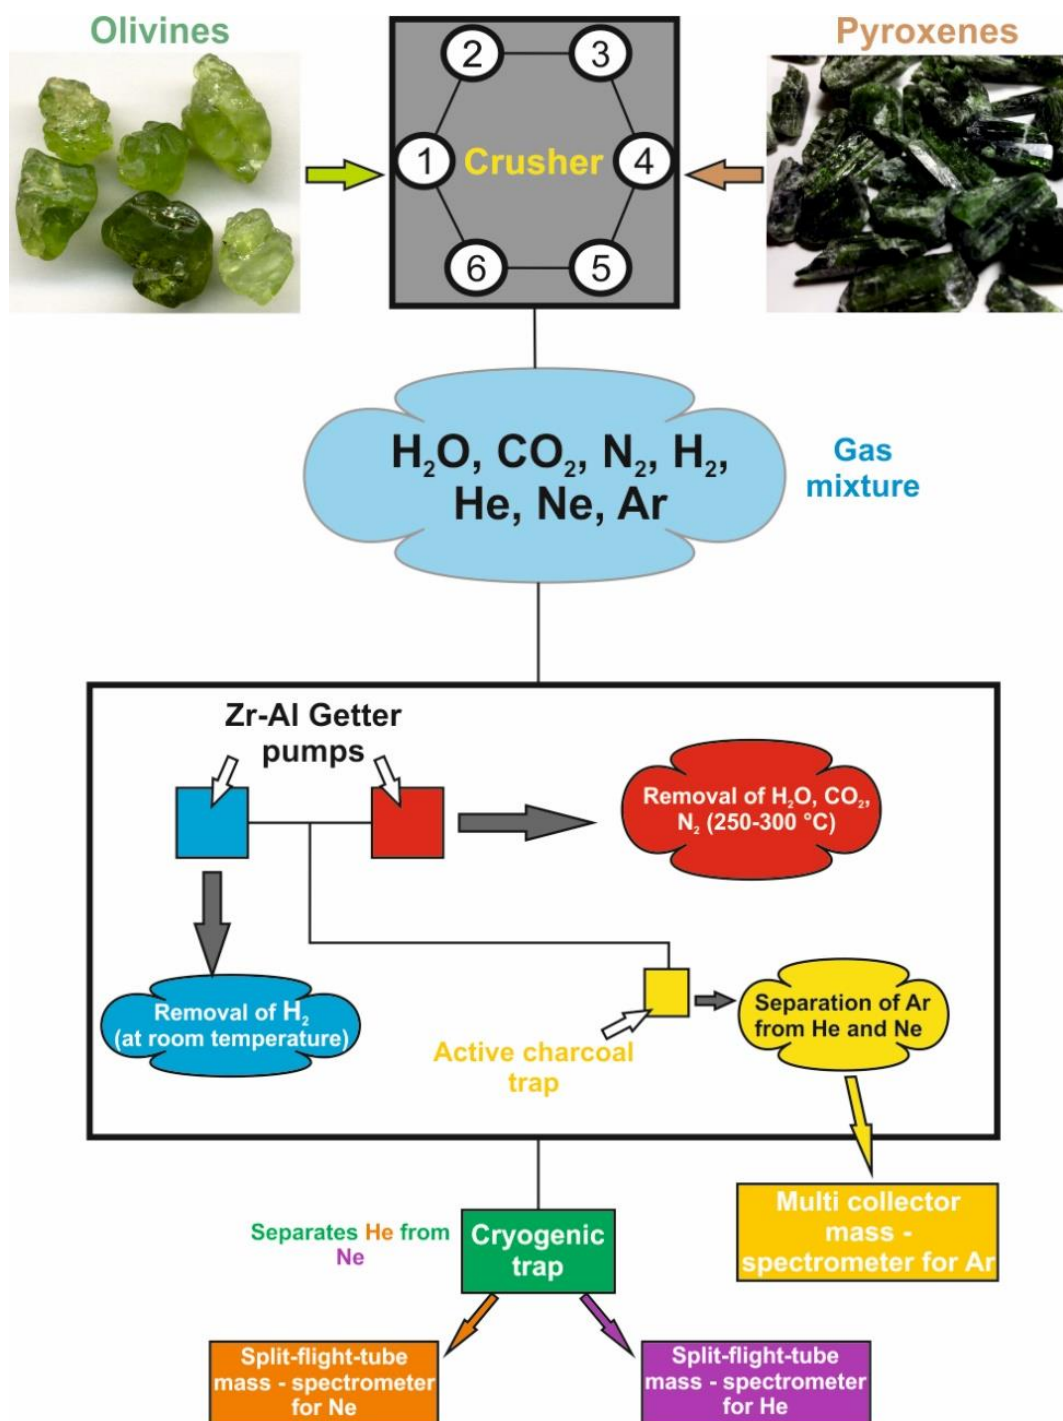 Olivines
Pyroxenes
2
3
1
Crusher
4
6
5
H₂O, CO₂, N₂, H₂,
He, Ne, Ar
Gas
mixture
Zr-Al Getter
pumps
Removal of H₂O, CO₂,
N₂ (250-300 °C)
Removal of H₂
(at room temperature)
Separation of Ar
from He and Ne
Active charcoal
trap
Multi collector
mass -
spectrometer for Ar
Separates He from
Ne
Cryogenic
trap
Split-flight-tube
mass - spectrometer
for Ne
Split-flight-tube
mass - spectrometer
for He